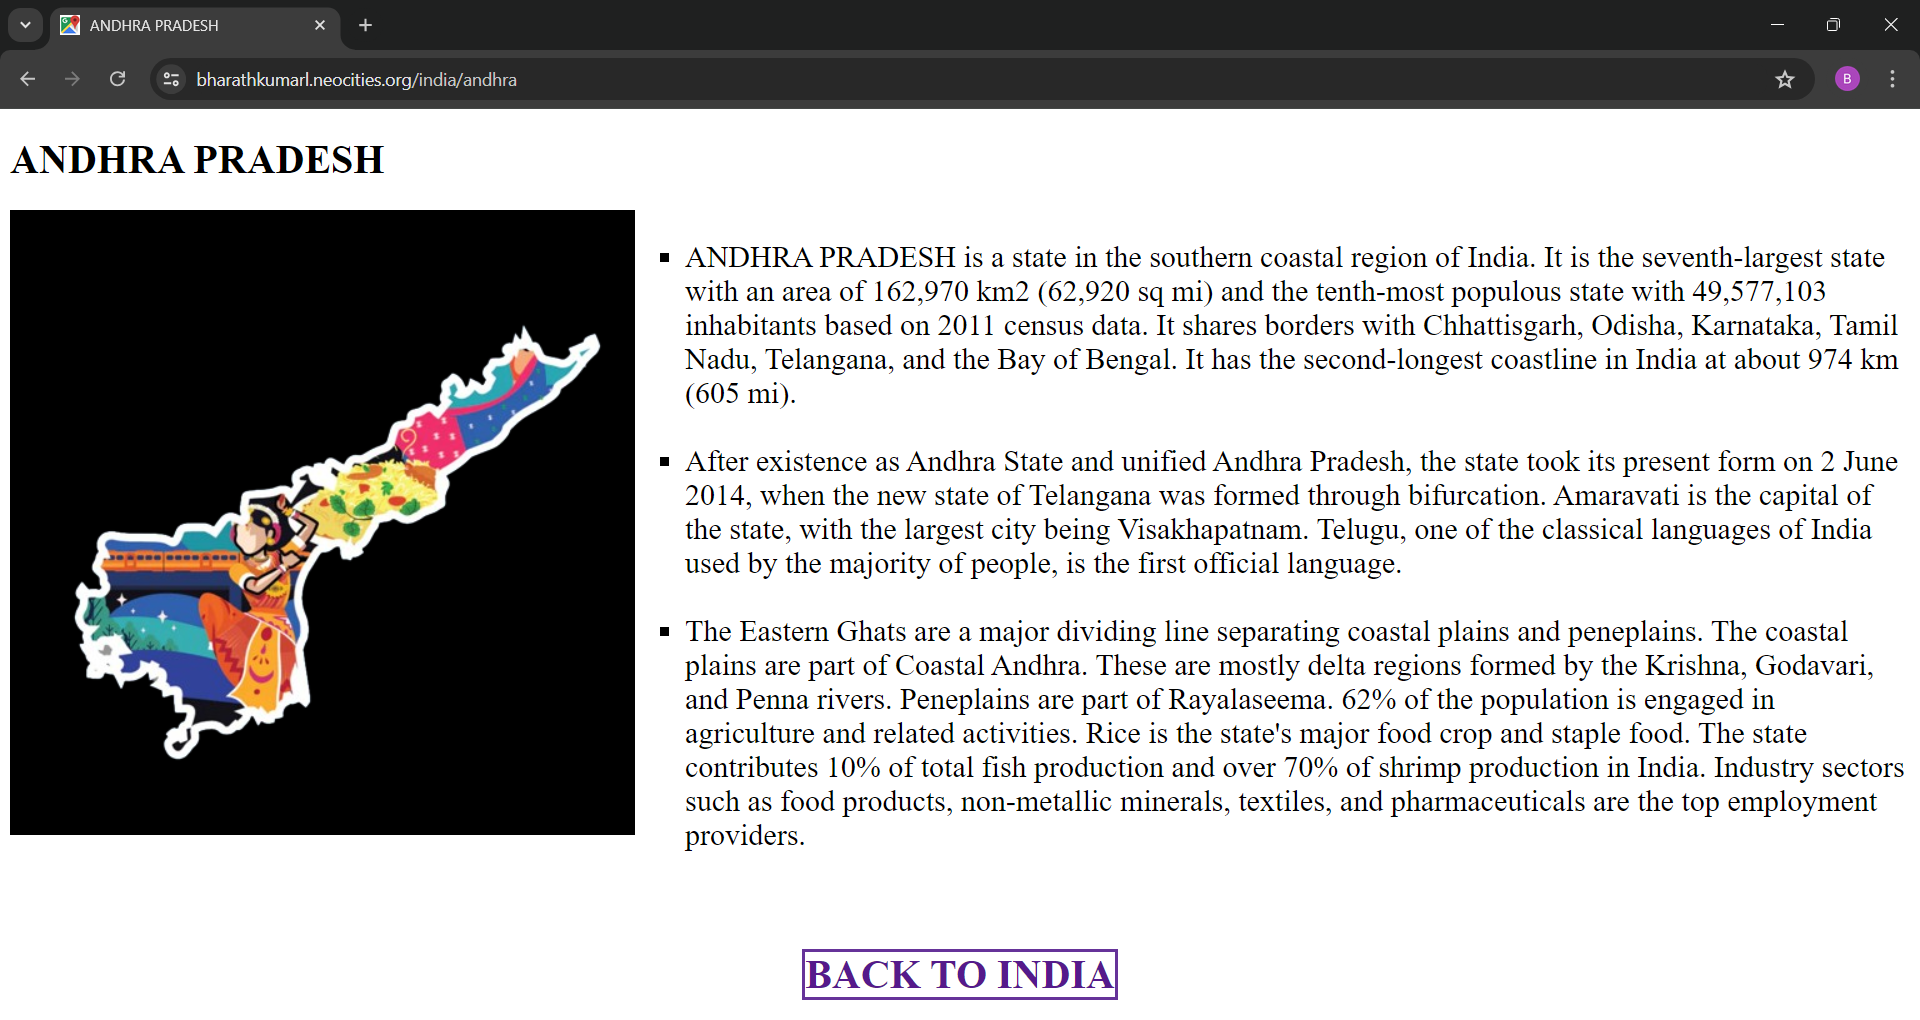 ANDHRA PRADESH
bharathkumarl.neocities.org/india/andhra
B
ANDHRA PRADESH
ANDHRA PRADESH is a state in the southern coastal region of India. It is the seventh-largest state
with an area of 162,970 km2 (62,920 sq mi) and the tenth-most populous state with 49,577,103
inhabitants based on 2011 census data. It shares borders with Chhattisgarh, Odisha, Karnataka, Tamil
Nadu, Telangana, and the Bay of Bengal. It has the second-longest coastline in India at about 974 km
(605 mi).
After existence as Andhra State and unified Andhra Pradesh, the state took its present form on 2 June
2014, when the new state of Telangana was formed through bifurcation. Amaravati is the capital of
the state, with the largest city being Visakhapatnam. Telugu, one of the classical languages of India
used by the majority of people, is the first official language.
The Eastern Ghats are a major dividing line separating coastal plains and peneplains. The coastal
plains are part of Coastal Andhra. These are mostly delta regions formed by the Krishna, Godavari,
and Penna rivers. Peneplains are part of Rayalaseema. 62% of the population is engaged in
agriculture and related activities. Rice is the state's major food crop and staple food. The state
contributes 10% of total fish production and over 70% of shrimp production in India. Industry sectors
such as food products, non-metallic minerals, textiles, and pharmaceuticals are the top employment
providers.
BACK TO INDIA